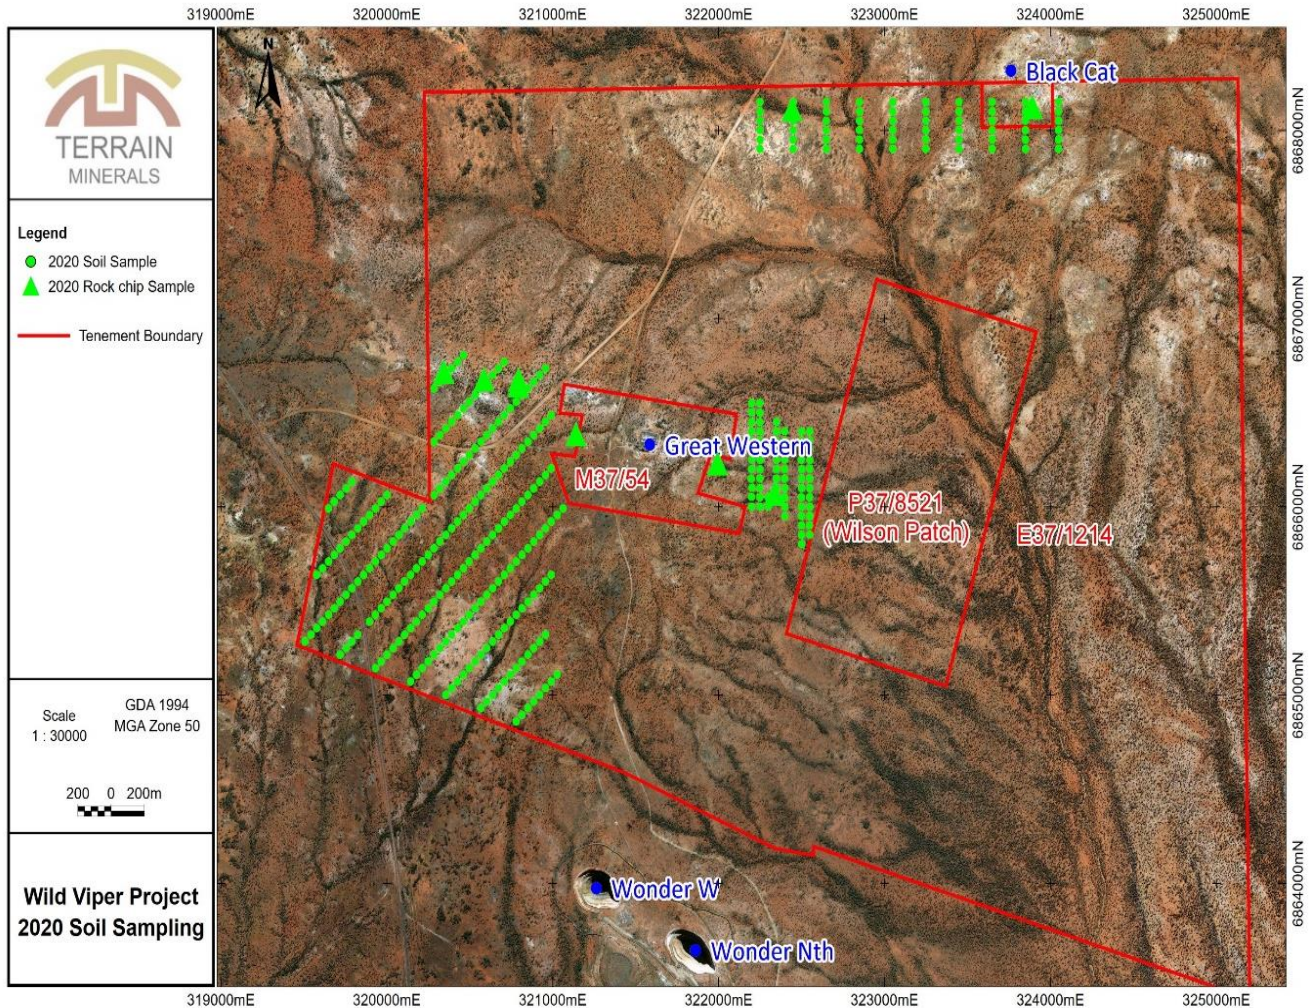 319000mE 320000mE 321000mE 322000mE 323000mE 324000mE 325000mE
N
TERRAIN
MINERALS
Legend
2020 Soil Sample
2020 Rock chip Sample
Tenement Boundary
Scale
1 : 30000
GDA 1994
MGA Zone 50
200 0 200m
Wild Viper Project
2020 Soil Sampling
Black Cat
Great Western
M37/54
P37/8521
(Wilson Patch)
E37/1214
Wonder W
Wonder Nth
6868000mN
6867000mN
6866000mN
6865000mN
6864000mN
319000mE 320000mE 321000mE 322000mE 323000mE 324000mE 325000mE